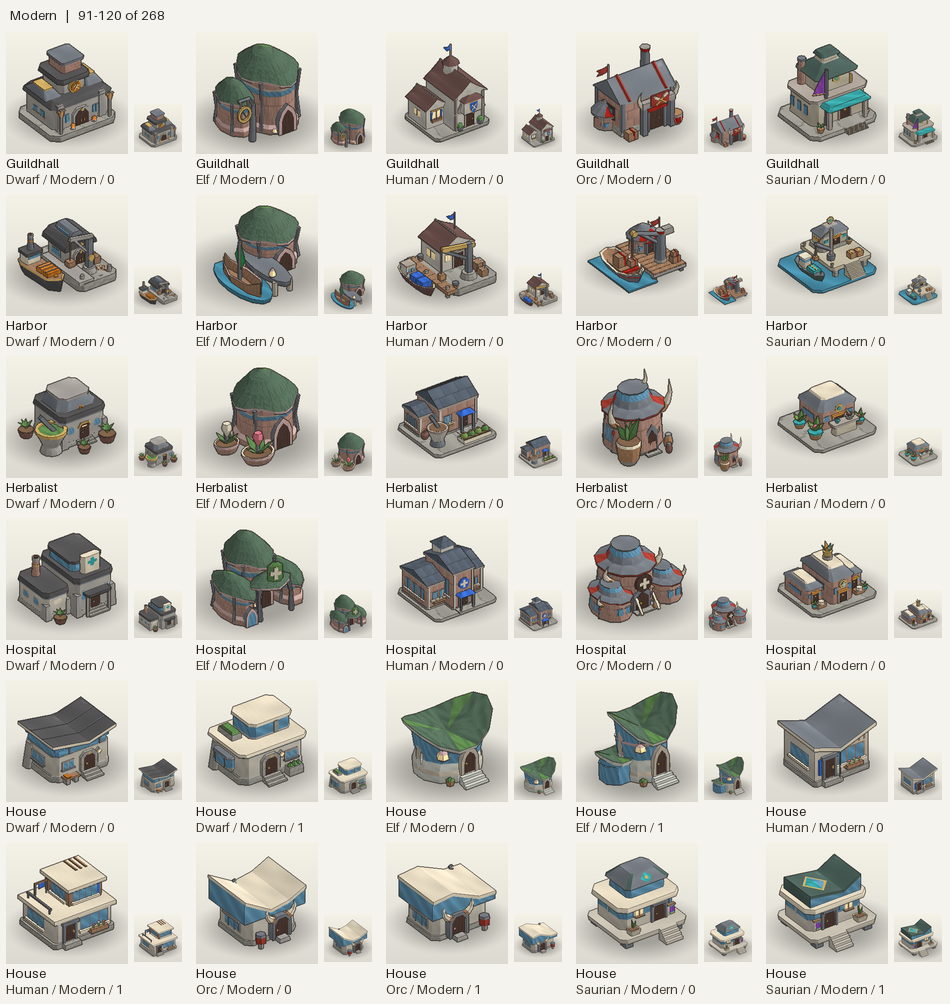 Modern | 91-120 of 268
Guildhall Guildhall Guildhall Guildhall Guildhall
Dwarf / Modern / 0 Elf / Modern / 0 Human / Modern / 0 Orc / Modern / 0 Saurian / Modern / 0
Harbor Harbor Harbor Harbor Harbor
Dwarf / Modern / 0 Elf / Modern / 0 Human / Modern / 0 Orc / Modern / 0 Saurian / Modern / 0
Herbalist Herbalist Herbalist Herbalist Herbalist
Dwarf / Modern / 0 Elf / Modern / 0 Human / Modern / 0 Orc / Modern / 0 Saurian / Modern / 0
Hospital Hospital Hospital Hospital Hospital
Dwarf / Modern / 0 Elf / Modern / 0 Human / Modern / 0 Orc / Modern / 0 Saurian / Modern / 0
House House House House House
Dwarf / Modern / 0 Dwarf / Modern / 1 Elf / Modern / 0 Elf / Modern / 1 Human / Modern / 0
House House House House House
Human / Modern / 1 Orc / Modern / 0 Orc / Modern / 1 Saurian / Modern / 0 Saurian / Modern / 1